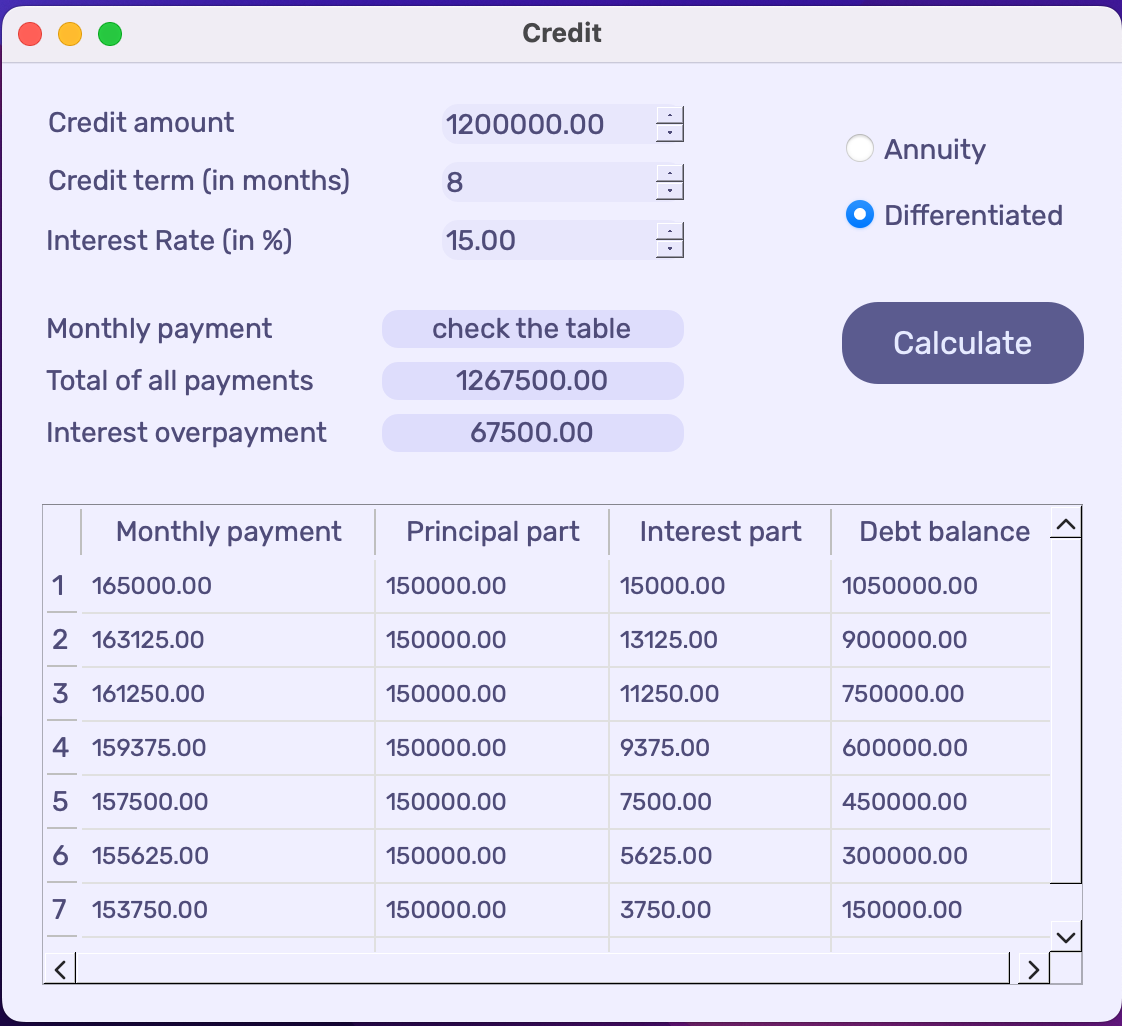 Credit
Credit amount 1200000.00
Annuity
Credit term (in months) 8
Differentiated
Interest Rate (in %) 15.00
Monthly payment check the table
Calculate
Total of all payments 1267500.00
Interest overpayment 67500.00
Monthly payment Principal part Interest part Debt balance
1 165000.00 150000.00 15000.00 1050000.00
2 163125.00 150000.00 13125.00 900000.00
3 161250.00 150000.00 11250.00 750000.00
4 159375.00 150000.00 9375.00 600000.00
5 157500.00 150000.00 7500.00 450000.00
6 155625.00 150000.00 5625.00 300000.00
7 153750.00 150000.00 3750.00 150000.00